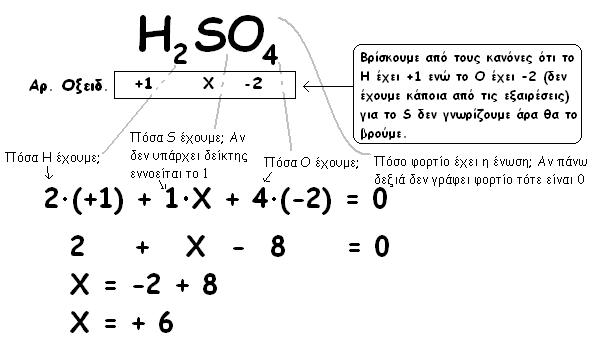 H2SO4
Αρ. Οξειδ. +1 Χ -2
Βρίσκουμε από τους κανόνες ότι το
Η έχει +1 ενώ το Ο έχει -2 (δεν
έχουμε κάποια από τις εξαιρέσεις)
για το S δεν γνωρίζουμε άρα θα το
βρούμε.
Πόσα Η έχουμε;
Πόσα S έχουμε; Αν
δεν υπάρχει δείκτης
εννοείται το 1
Πόσα Ο έχουμε;
Πόσο φορτίο έχει η ένωση; Αν πάνω
δεξιά δεν γράφει φορτίο τότε είναι 0
2·(+1) + 1·Χ + 4·(-2) = 0
2 + Χ - 8 = 0
Χ = -2 + 8
Χ = + 6